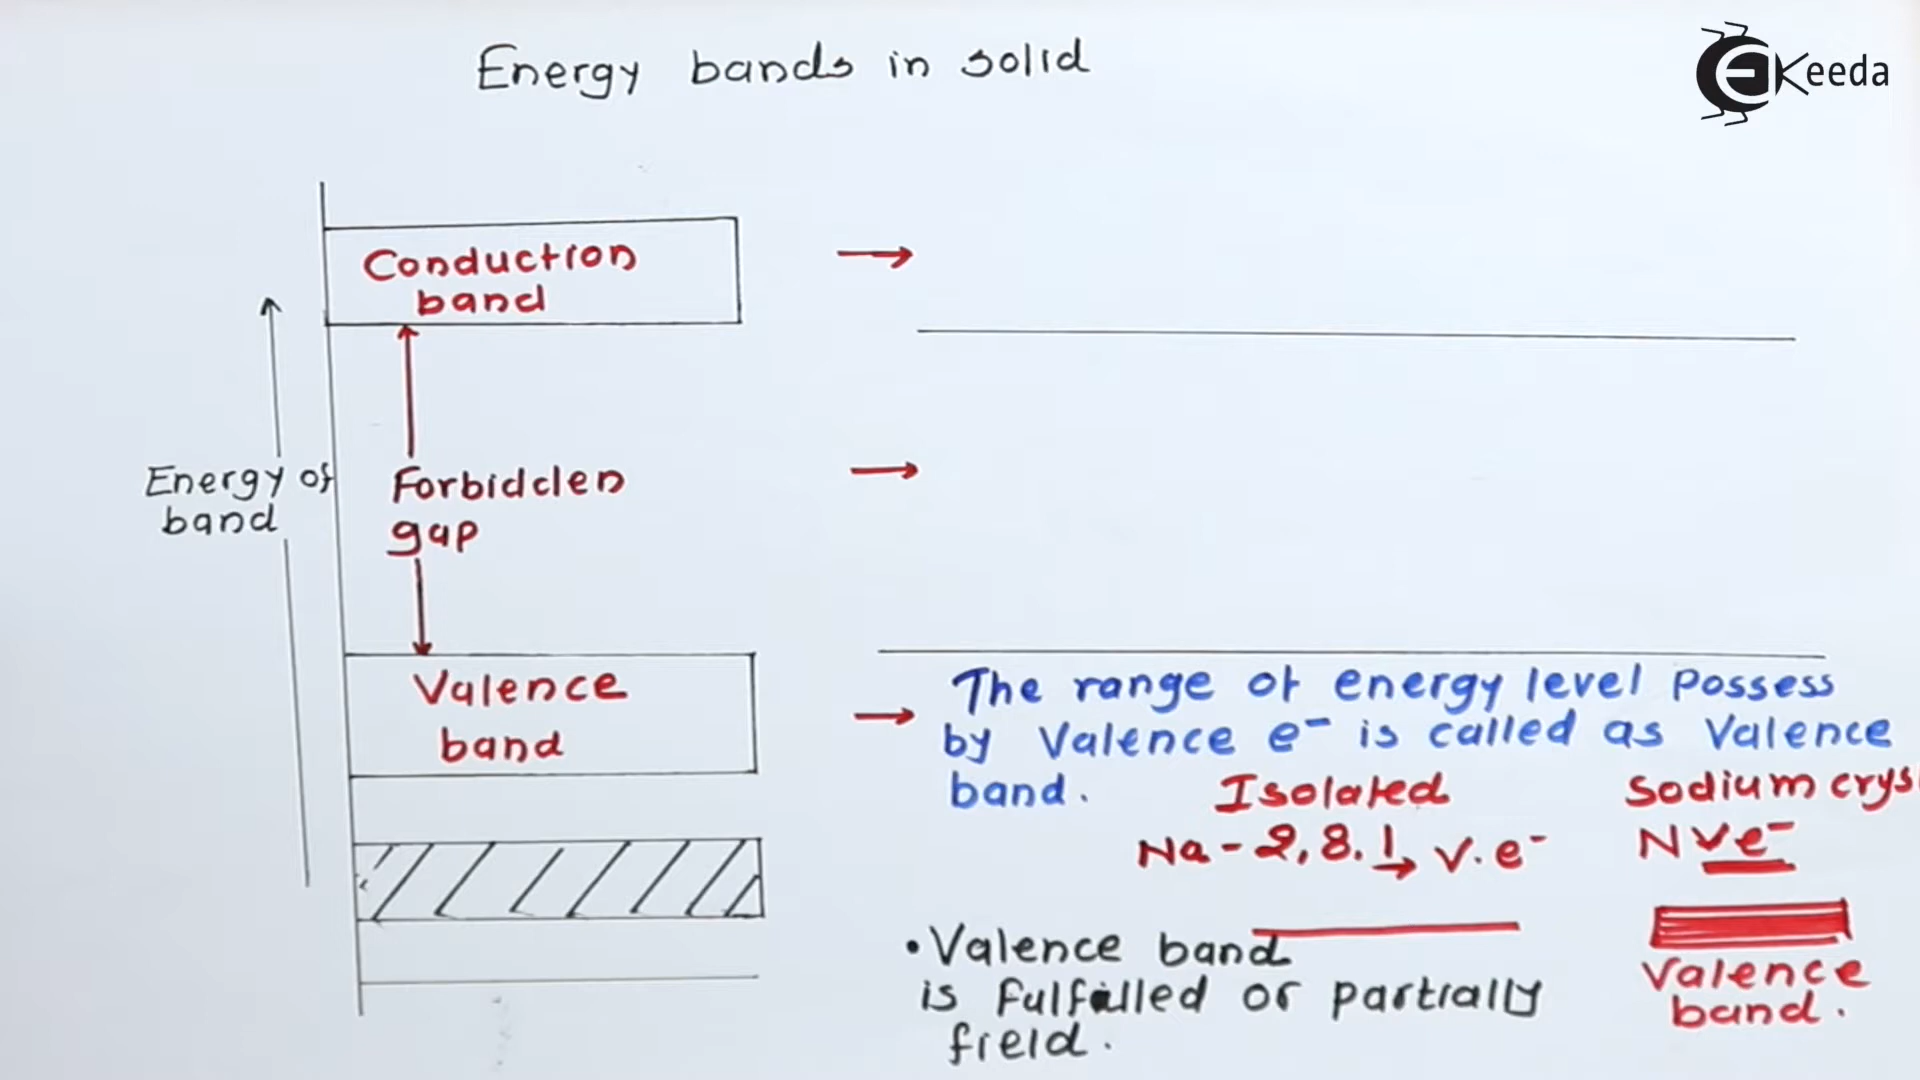 Energy bands in solid
EKeeda
Conduction
band
Energy of
band
Forbidden
gap
Valence
band
The range of energy level Possess
by Valence e- is called as Valence
band.
Isolated
Na - 2, 8. 1 → V. e-
Sodium crys
N Ve-
Valence
band.
• Valence band
is Fulfilled or partially
field.